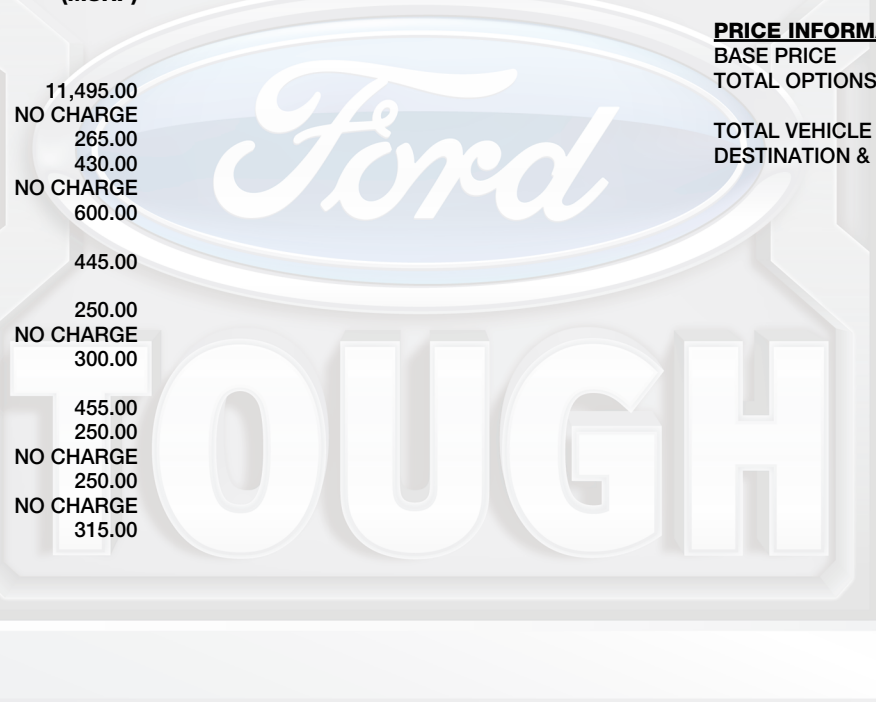 (MSRP)
11,495.00
NO CHARGE
265.00
430.00
NO CHARGE
600.00
445.00
250.00
NO CHARGE
300.00
455.00
250.00
NO CHARGE
250.00
NO CHARGE
315.00
PRICE INFORMA
BASE PRICE
TOTAL OPTIONS
TOTAL VEHICLE
DESTINATION &
Ford
TOUGH